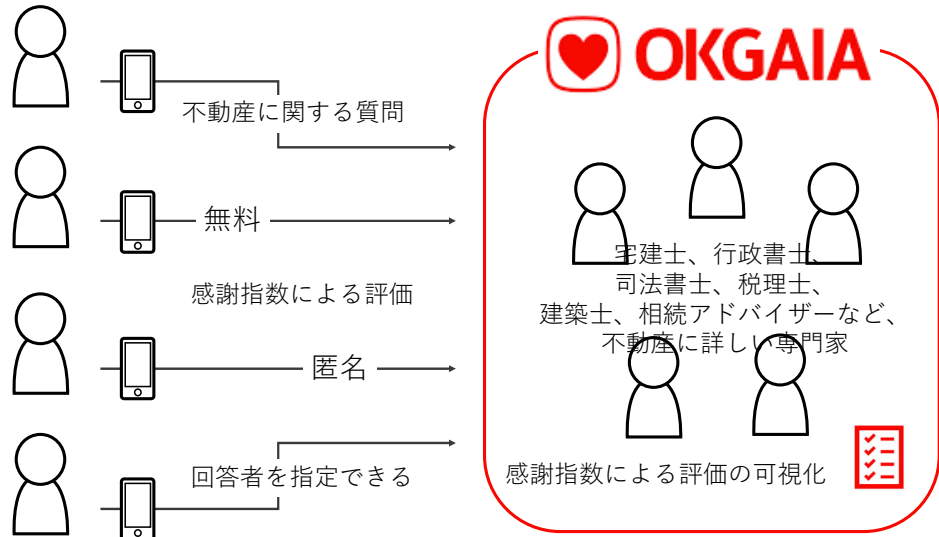 OKGAIA
不動産に関する質問
無料
感謝指数による評価
匿名
回答者を指定できる
宅建士、行政書士、
司法書士、税理士、
建築士、相続アドバイザーなど、
不動産に詳しい専門家
感謝指数による評価の可視化